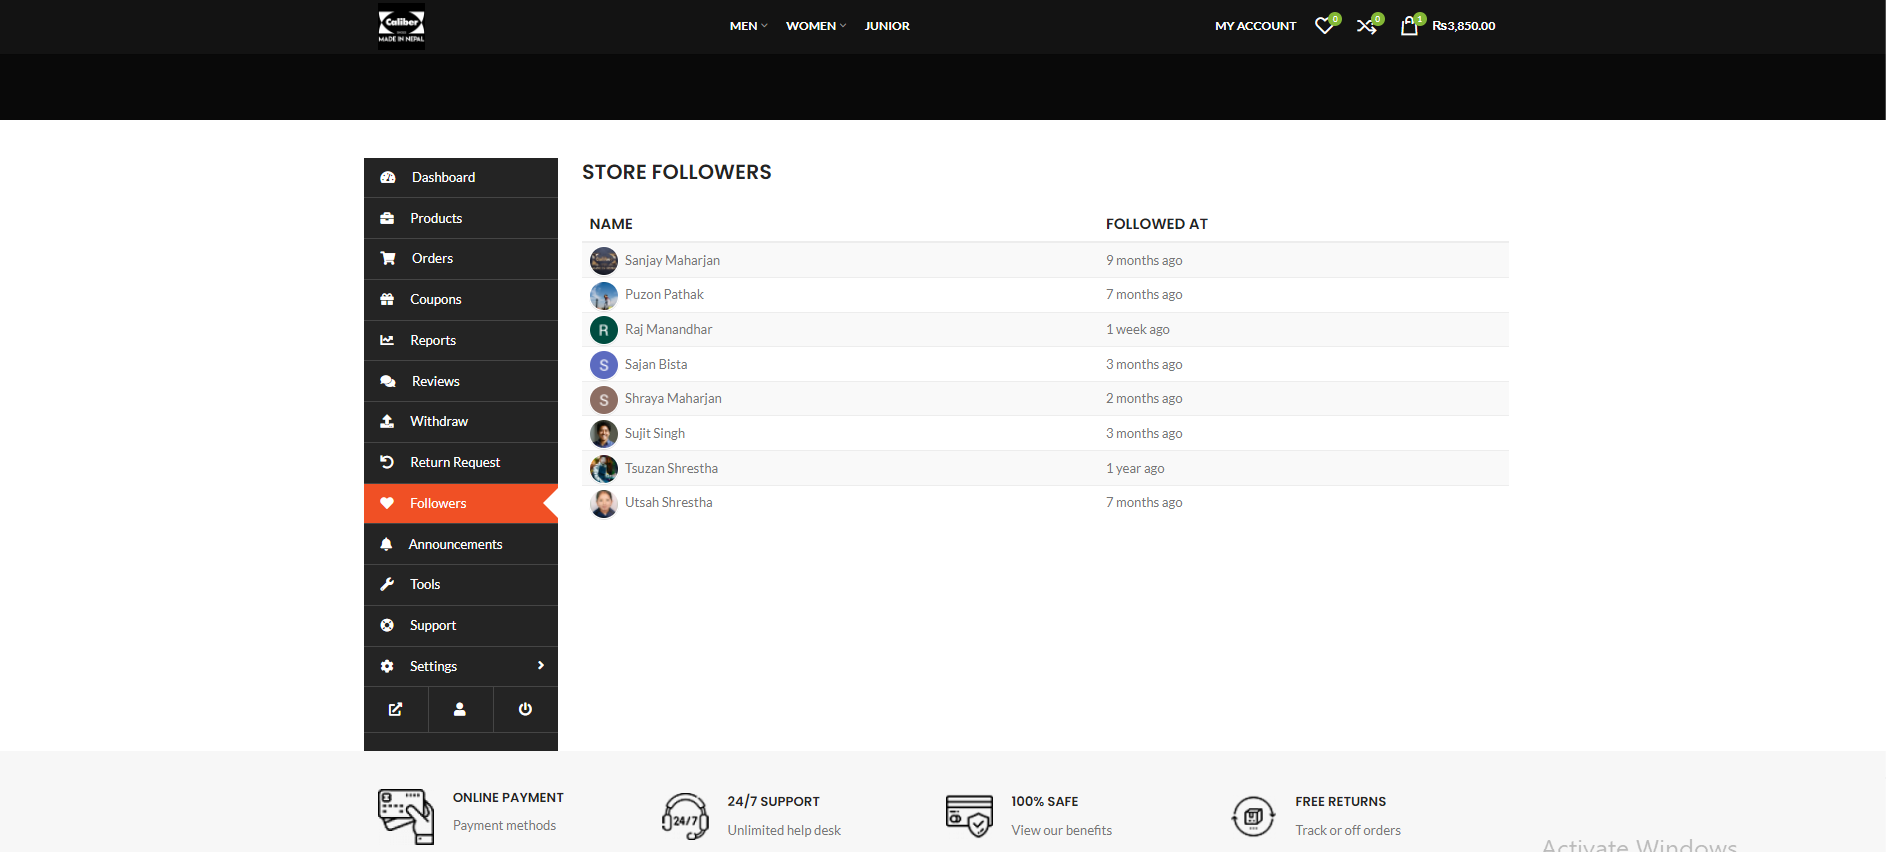 Caliber
MADE IN NEPAL
MEN
WOMEN
JUNIOR
MY ACCOUNT
0
0
1
₨3,850.00
Dashboard
Products
Orders
Coupons
Reports
Reviews
Withdraw
Return Request
Followers
Announcements
Tools
Support
Settings
STORE FOLLOWERS
NAME FOLLOWED AT
Sanjay Maharjan 9 months ago
Puzon Pathak 7 months ago
R Raj Manandhar 1 week ago
S Sajan Bista 3 months ago
S Shraya Maharjan 2 months ago
Sujit Singh 3 months ago
Tsuzan Shrestha 1 year ago
Utsah Shrestha 7 months ago
ONLINE PAYMENT
Payment methods
24/7
24/7 SUPPORT
Unlimited help desk
100% SAFE
View our benefits
FREE RETURNS
Track or off orders
Activate Windows